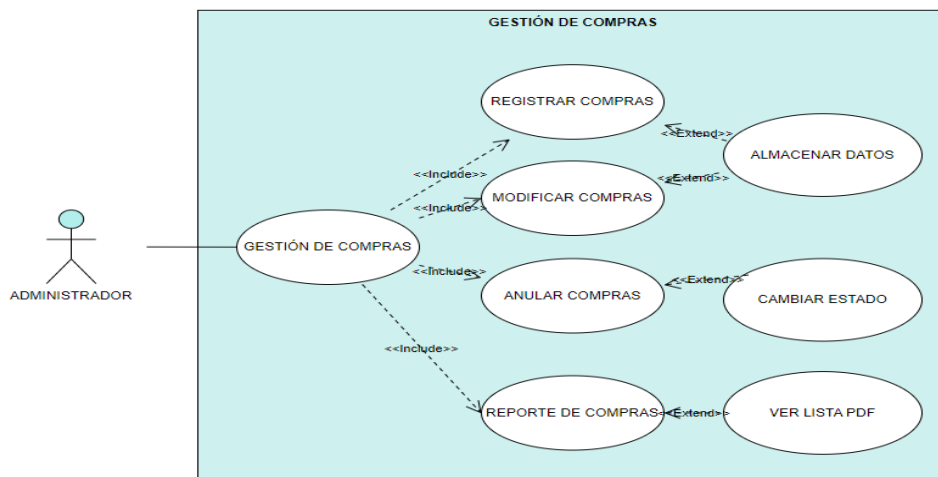 GESTIÓN DE COMPRAS
REGISTRAR COMPRAS
<<Extend>>
ALMACENAR DATOS
<<Include>>
<<Extend>>
MODIFICAR COMPRAS
<<Include>>
GESTIÓN DE COMPRAS
ADMINISTRADOR
<<Include>>
ANULAR COMPRAS
<<Extend>>
CAMBIAR ESTADO
<<Include>>
REPORTE DE COMPRAS
<<Extend>>
VER LISTA PDF